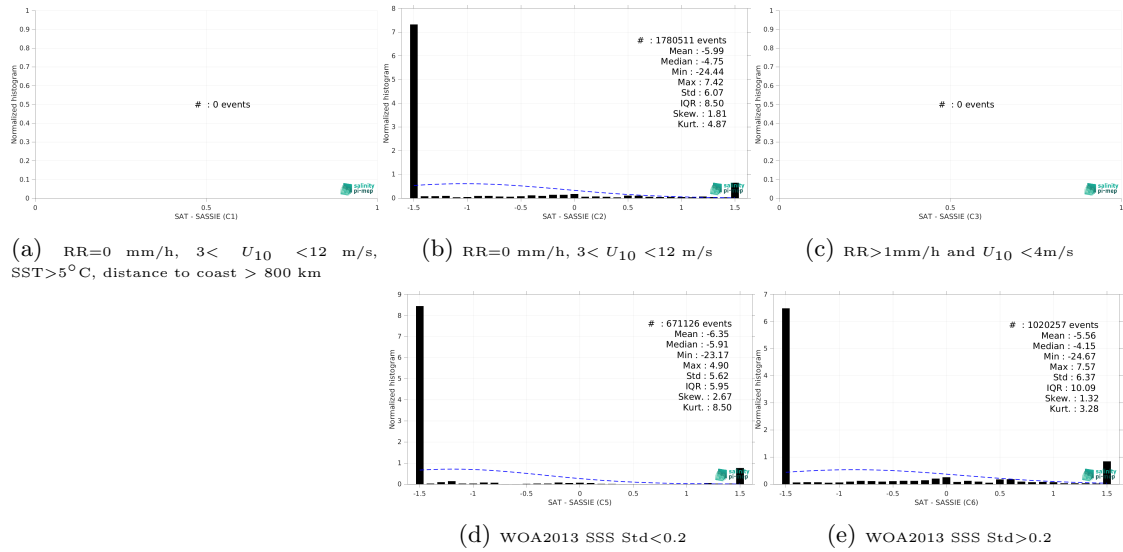 1
0.9
0.8
0.7
0.6
0.5
0.4
0.3
0.2
0.1
0
Normalized histogram
# : 0 events
salinity
pi-mep
0 0.5 1
SAT - SASSIE (C1)
(a) RR=0 mm/h, 3< U10 <12 m/s,
SST>5°C, distance to coast > 800 km
8
7
6
5
4
3
2
1
0
Normalized histogram
# : 1780511 events
Mean : -5.99
Median : -4.75
Min : -24.44
Max : 7.42
Std : 6.07
IQR : 8.50
Skew. : 1.81
Kurt. : 4.87
salinity
pi-mep
-1.5 -1 -0.5 0 0.5 1 1.5
SAT - SASSIE (C2)
(b) RR=0 mm/h, 3< U10 <12 m/s
1
0.9
0.8
0.7
0.6
0.5
0.4
0.3
0.2
0.1
0
Normalized histogram
# : 0 events
salinity
pi-mep
0 0.5 1
SAT - SASSIE (C3)
(c) RR>1mm/h and U10 <4m/s
9
8
7
6
5
4
3
2
1
0
Normalized histogram
# : 671126 events
Mean : -6.35
Median : -5.91
Min : -23.17
Max : 4.90
Std : 5.62
IQR : 5.95
Skew. : 2.67
Kurt. : 8.50
salinity
pi-mep
-1.5 -1 -0.5 0 0.5 1 1.5
SAT - SASSIE (C5)
(d) WOA2013 SSS Std<0.2
7
6
5
4
3
2
1
0
Normalized histogram
# : 1020257 events
Mean : -5.56
Median : -4.15
Min : -24.67
Max : 7.57
Std : 6.37
IQR : 10.09
Skew. : 1.32
Kurt. : 3.28
salinity
pi-mep
-1.5 -1 -0.5 0 0.5 1 1.5
SAT - SASSIE (C6)
(e) WOA2013 SSS Std>0.2